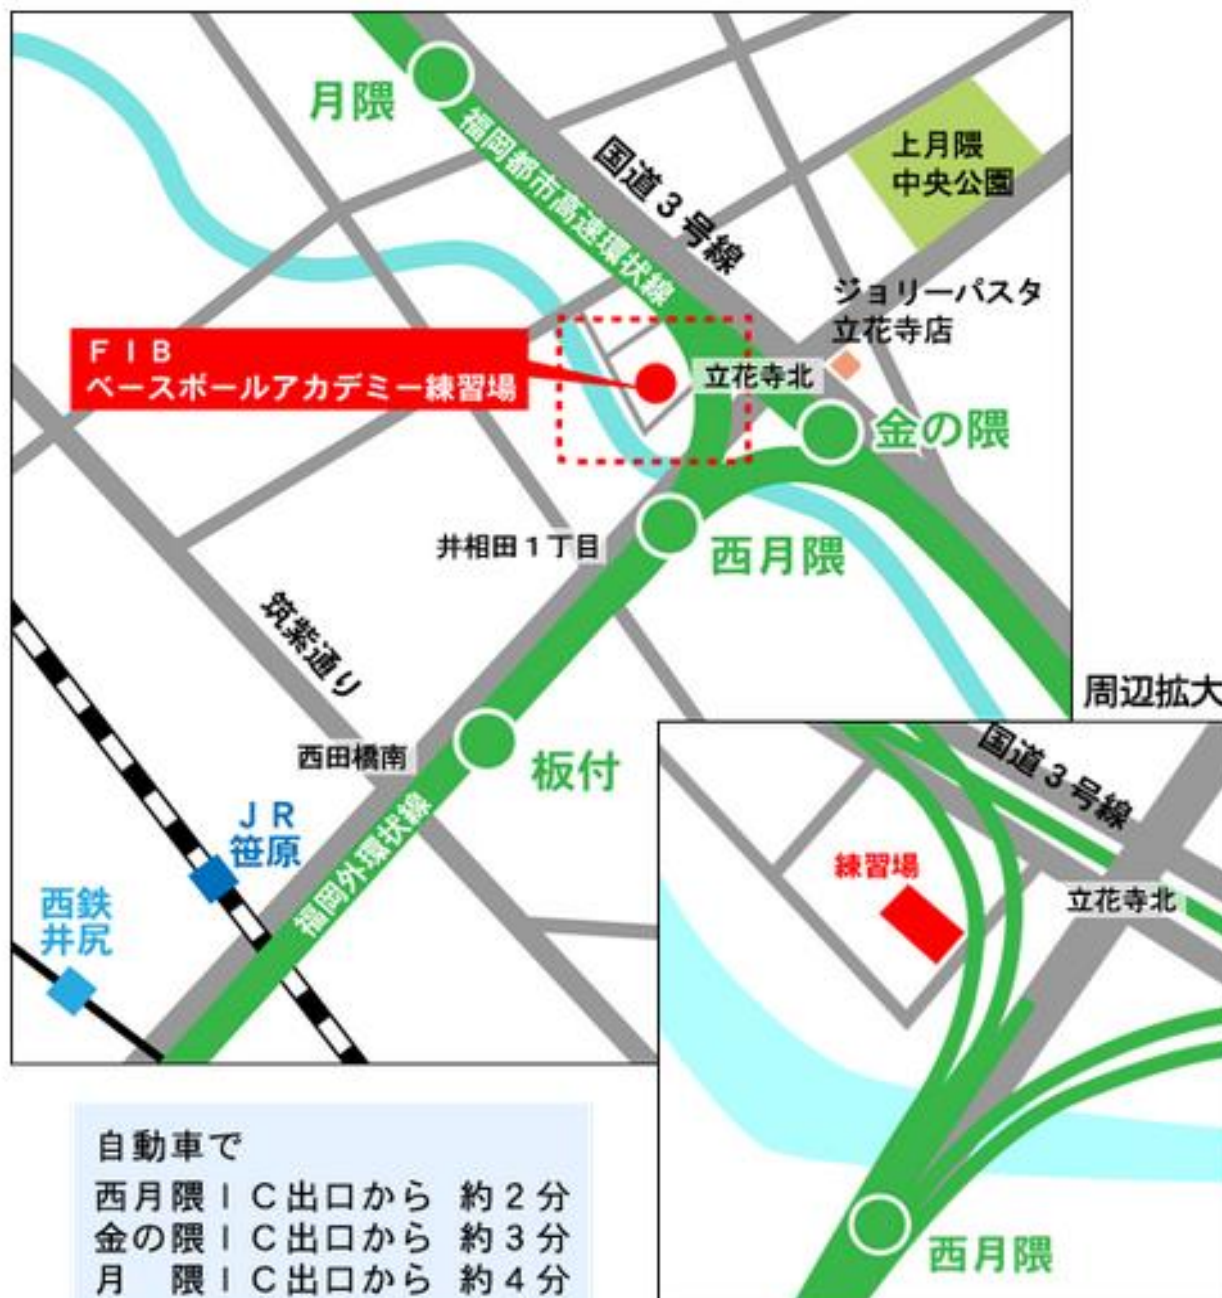 月隈
福岡都市高速環状線
国道３号線
上月隈
中央公園
ジョリーパスタ
立花寺店
ＦＩＢ
ベースボールアカデミー練習場
立花寺北
金の隈
井相田１丁目
西月隈
筑紫通り
西田橋南
板付
ＪＲ
笹原
西鉄
井尻
福岡外環状線
周辺拡大
国道３号線
練習場
立花寺北
西月隈
自動車で
西月隈ＩＣ出口から 約２分
金の隈ＩＣ出口から 約３分
月　隈ＩＣ出口から 約４分